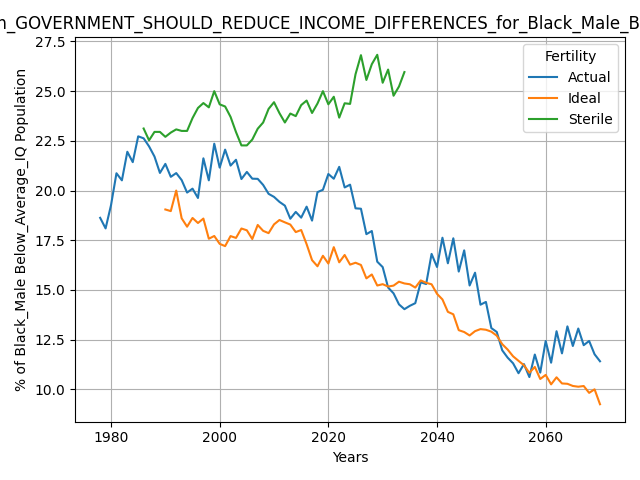 n_GOVERNMENT_SHOULD_REDUCE_INCOME_DIFFERENCES_for_Black_Male_B
% of Black_Male Below_Average_IQ Population
27.5
25.0
22.5
20.0
17.5
15.0
12.5
10.0
Fertility
Actual
Ideal
Sterile
1980
2000
2020
2040
2060
Years